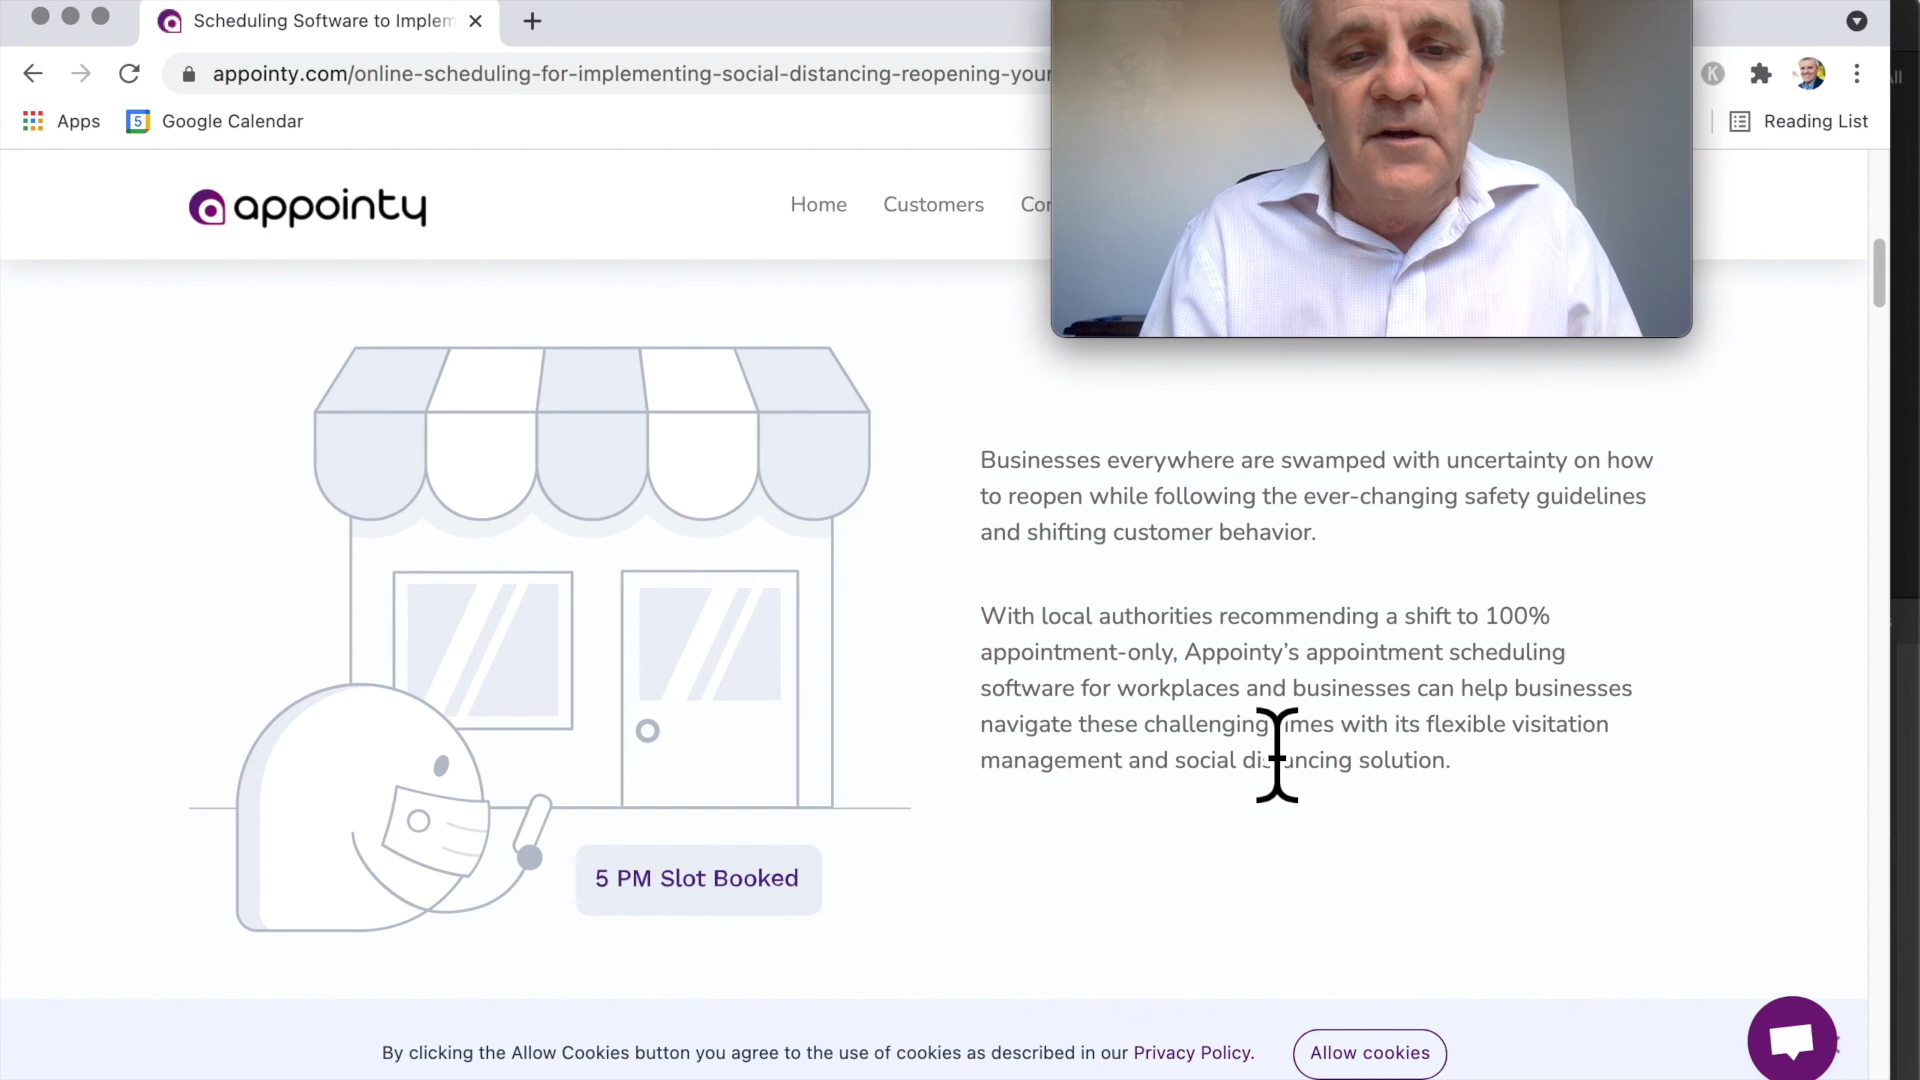 Scheduling Software to Implem
appointy.com/online-scheduling-for-implementing-social-distancing-reopening-your
K
Apps
5
Google Calendar
Reading List
appointy
Home
Customers
Cor
Businesses everywhere are swamped with uncertainty on how
to reopen while following the ever-changing safety guidelines
and shifting customer behavior.
With local authorities recommending a shift to 100%
appointment-only, Appointy's appointment scheduling
software for workplaces and businesses can help businesses
navigate these challenging times with its flexible visitation
management and social distancing solution.
5 PM Slot Booked
By clicking the Allow Cookies button you agree to the use of cookies as described in our Privacy Policy.
Allow cookies